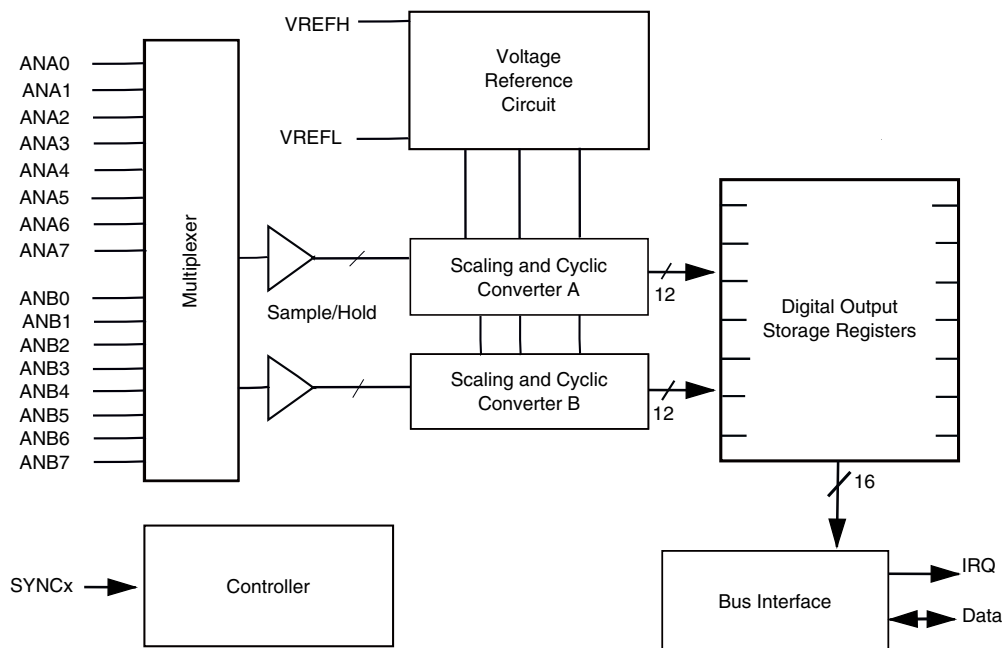 VREFH
Voltage
Reference
Circuit
VREFL
ANA0
ANA1
ANA2
ANA3
ANA4
ANA5
ANA6
ANA7
ANB0
ANB1
ANB2
ANB3
ANB4
ANB5
ANB6
ANB7
Multiplexer
Sample/Hold
Scaling and Cyclic
Converter A
12
Scaling and Cyclic
Converter B
12
Digital Output
Storage Registers
16
SYNCx
Controller
Bus Interface
IRQ
Data